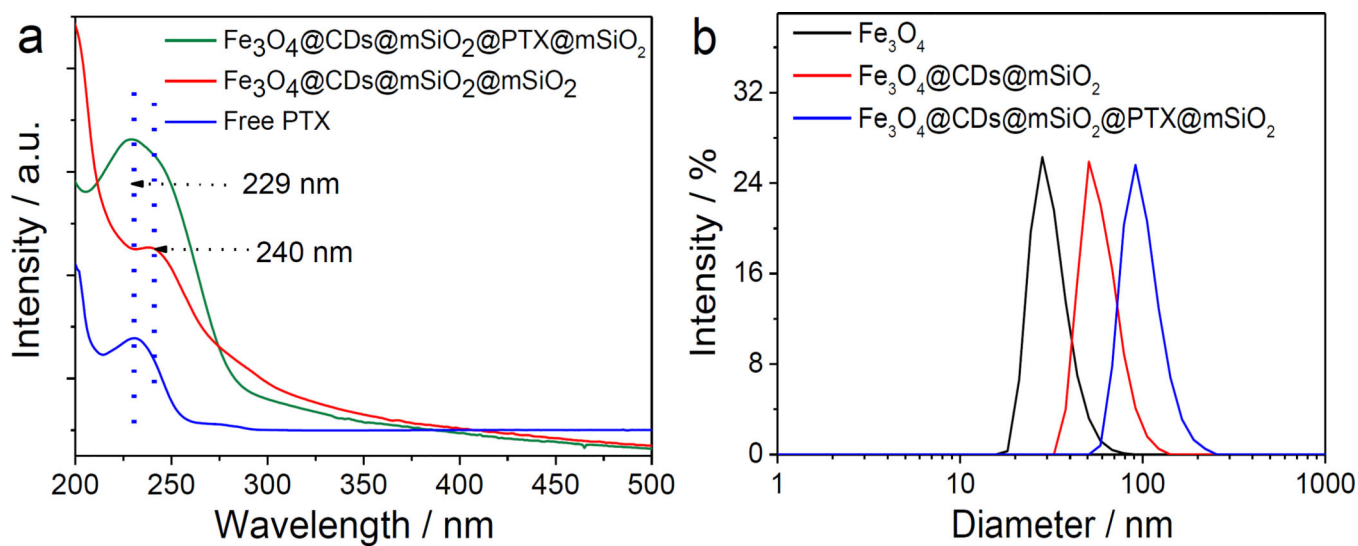 a
Fe₃O₄@CDs@mSiO₂@PTX@mSiO₂
Fe₃O₄@CDs@mSiO₂@mSiO₂
Free PTX
229 nm
240 nm
Intensity / a.u.
200 250 300 350 400 450 500
Wavelength / nm
b
Fe₃O₄
Fe₃O₄@CDs@mSiO₂
Fe₃O₄@CDs@mSiO₂@PTX@mSiO₂
Intensity / %
32
24
16
8
0
1 10 100 1000
Diameter / nm